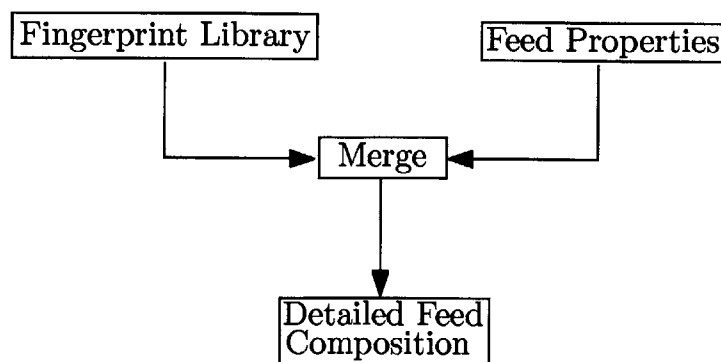 Fingerprint Library
Feed Properties
Merge
Detailed Feed
Composition